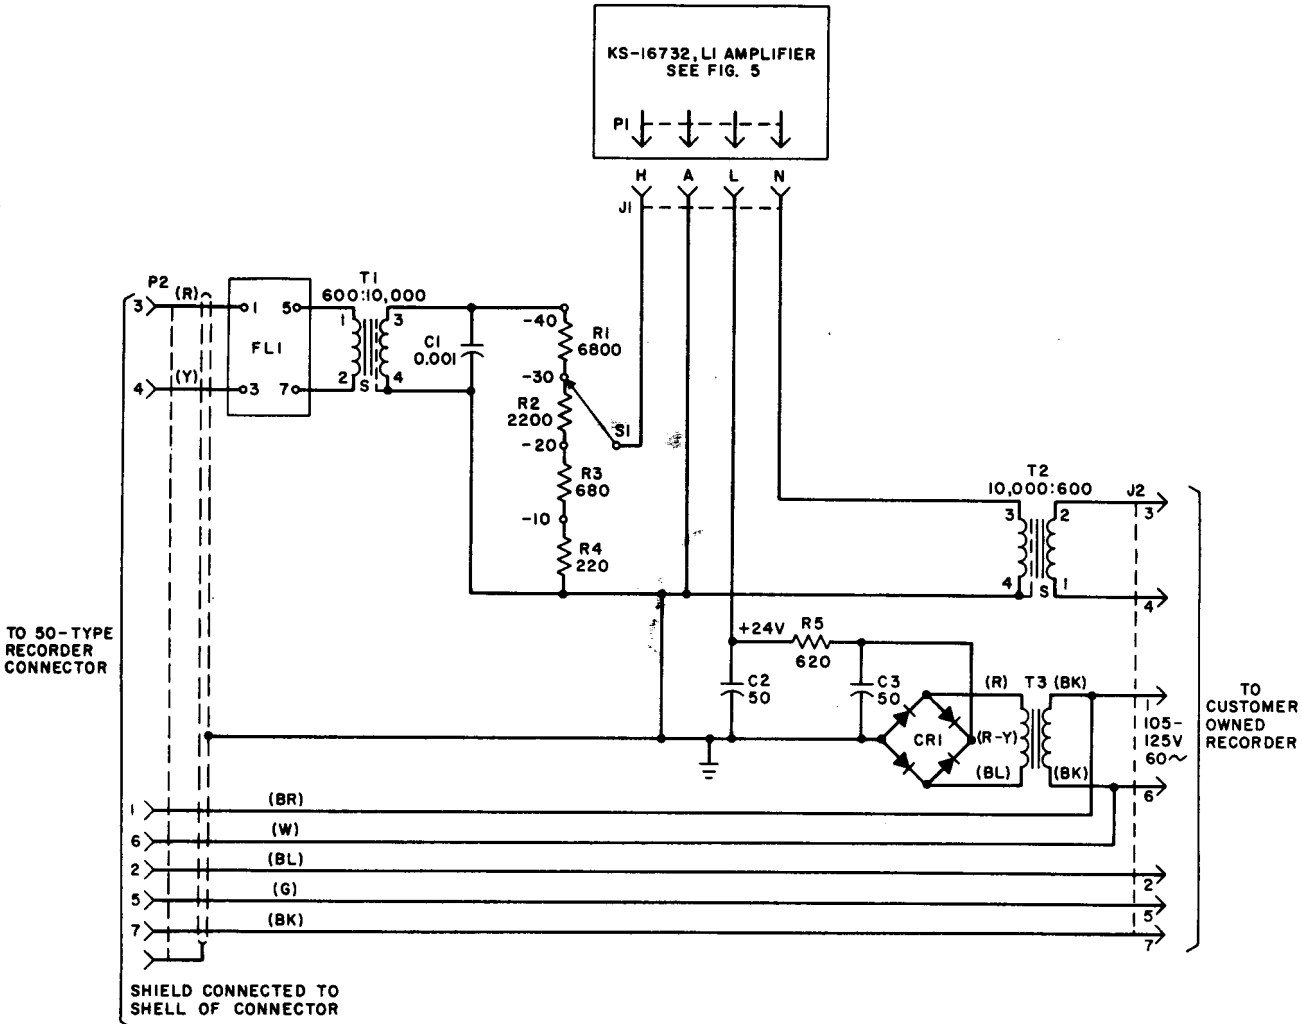 KS-16732, L1 AMPLIFIER
SEE FIG. 5
P1
H A L N
J1
P2
3 (R)
4 (Y)
1 5
FL1
3 7
T1
600:10,000
1 3
2 S 4
C1
0.001
-40
R1
6800
-30
R2
2200
S1
-20
R3
680
-10
R4
220
T2
10,000:600
3 2
4 S 1
J2
3
4
TO 50-TYPE
RECORDER
CONNECTOR
+24V
R5
620
C2
50
C3
50
CR1
(R)
(R-Y)
(BL)
T3
(BK)
(BK)
1
105-
125V
60~
6
TO
CUSTOMER
OWNED
RECORDER
1 (BR)
6 (W)
2 (BL) 2
5 (G) 5
7 (BK) 7
SHIELD CONNECTED TO
SHELL OF CONNECTOR